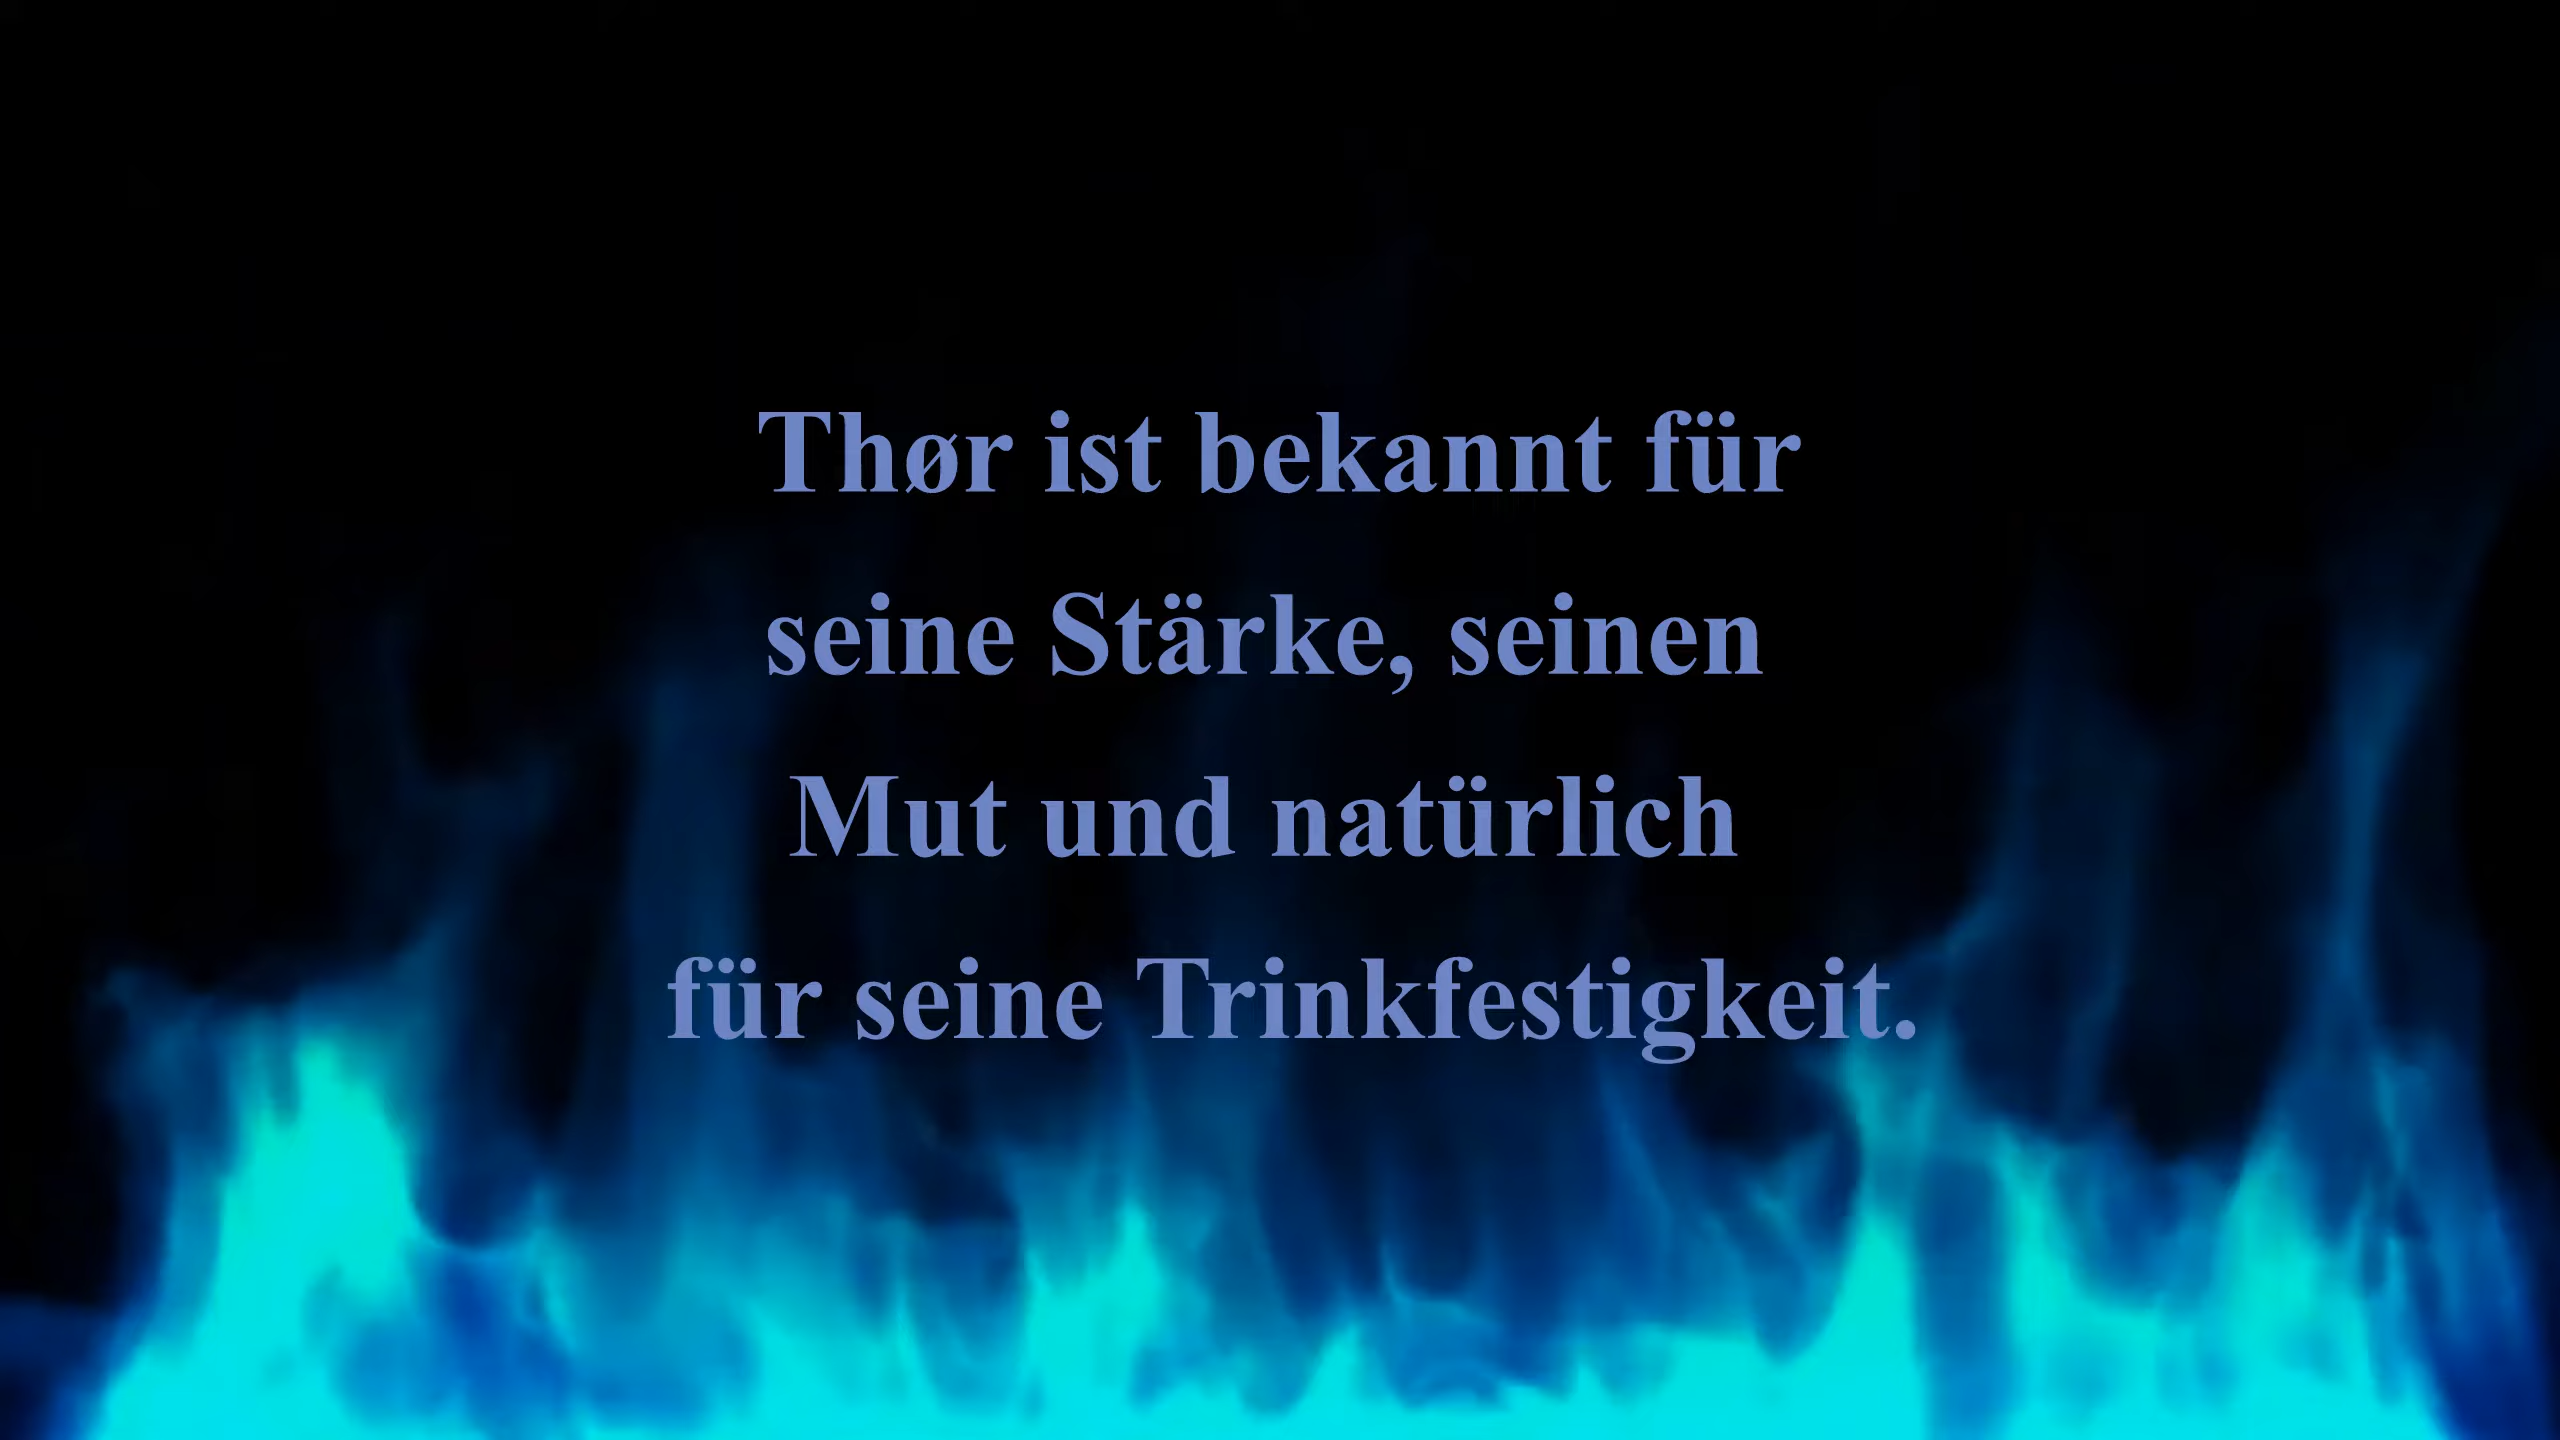 Thør ist bekannt für
seine Stärke, seinen
Mut und natürlich
für seine Trinkfestigkeit.